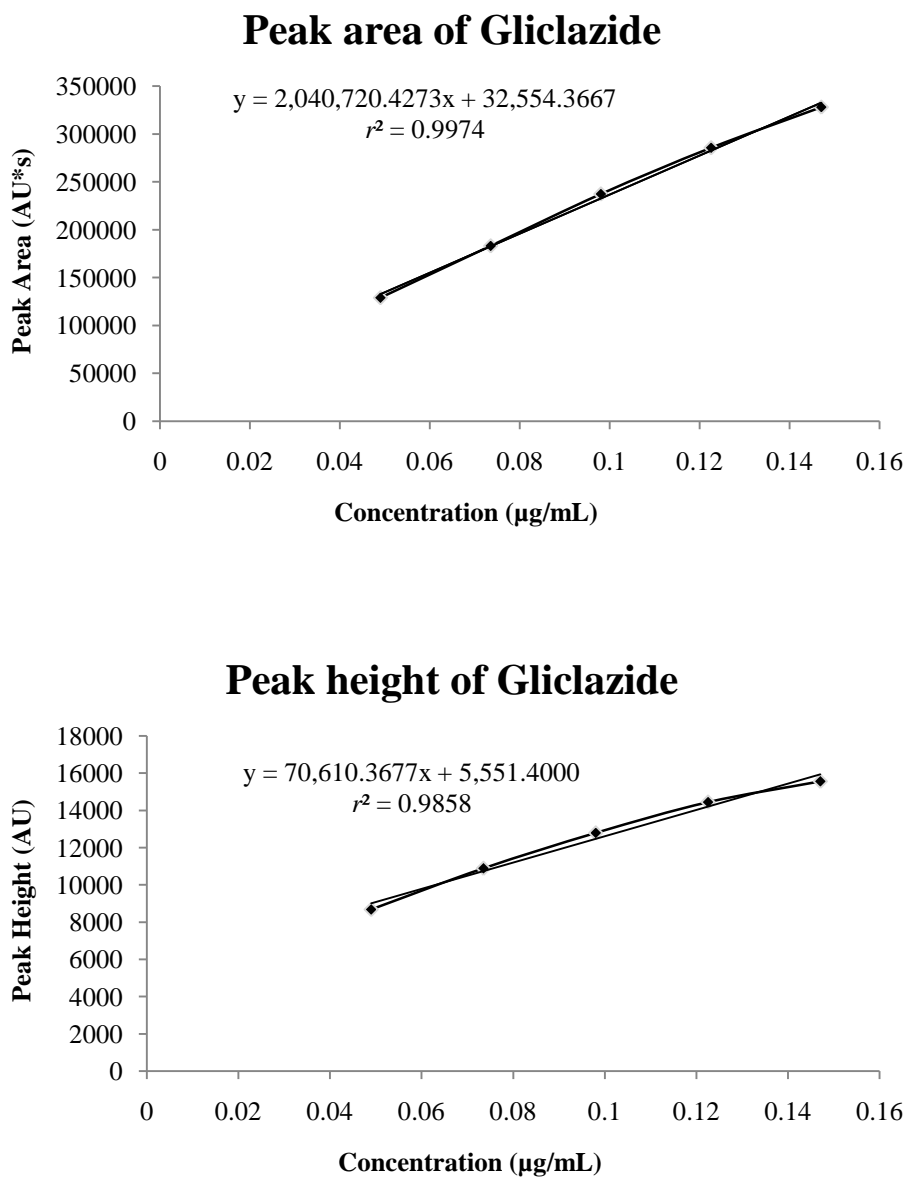 Peak area of Gliclazide
y = 2,040,720.4273x + 32,554.3667
r² = 0.9974
Peak Area (AU*s)
350000
300000
250000
200000
150000
100000
50000
0
0 0.02 0.04 0.06 0.08 0.1 0.12 0.14 0.16
Concentration (µg/mL)
Peak height of Gliclazide
y = 70,610.3677x + 5,551.4000
r² = 0.9858
Peak Height (AU)
18000
16000
14000
12000
10000
8000
6000
4000
2000
0
0 0.02 0.04 0.06 0.08 0.1 0.12 0.14 0.16
Concentration (µg/mL)